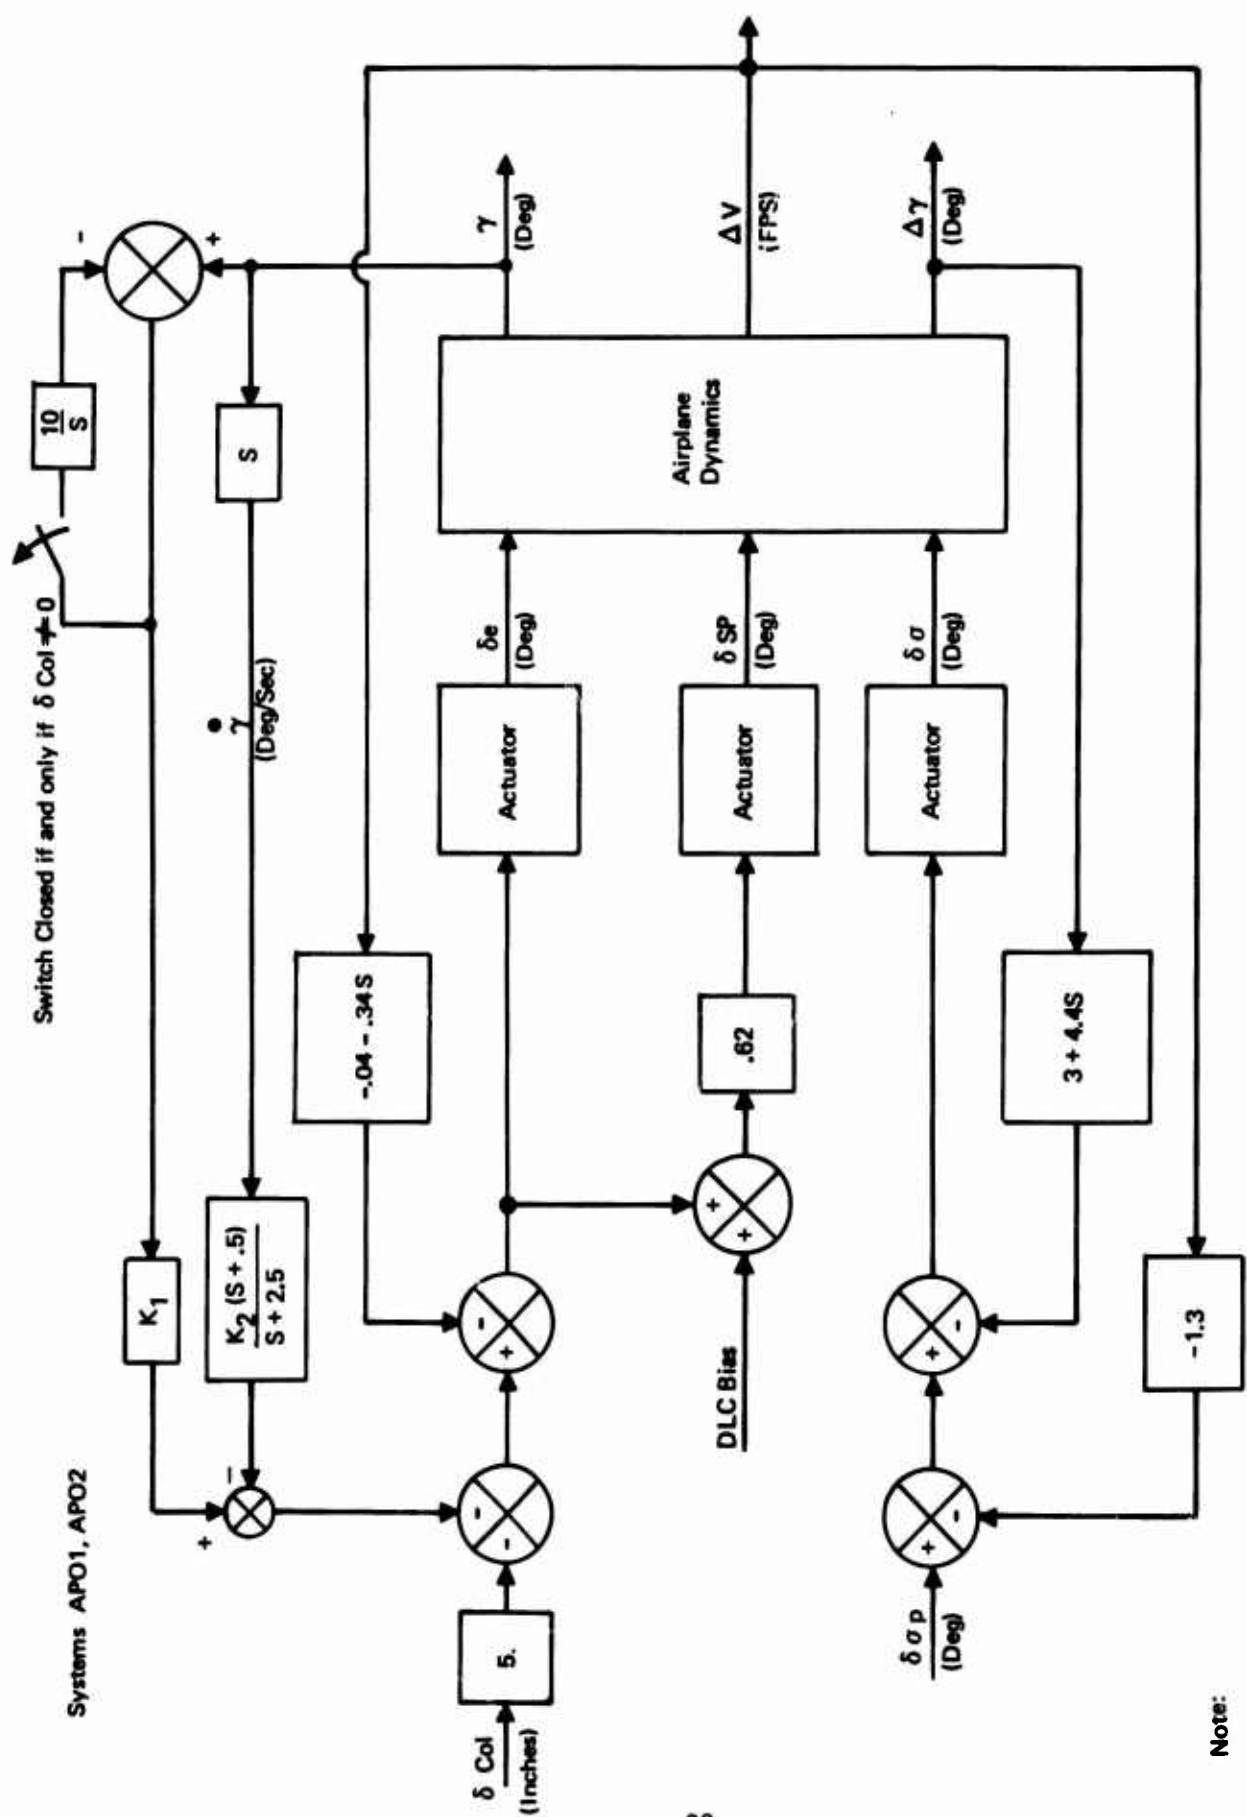 Systems APO1, APO2
Switch Closed if and only if δ Col ≠ 0
10
S
-
+
K1
S
γ̇
(Deg/Sec)
K2 (S + .5)
S + 2.5
+
-
-.04 - .34 S
δ Col
(Inches)
5.
-
-
-
+
Actuator
δe
(Deg)
γ
(Deg)
DLC Bias
+
+
.62
Actuator
δ SP
(Deg)
Airplane
Dynamics
ΔV
(FPS)
δσp
(Deg)
+
-
+
-
Actuator
δσ
(Deg)
Δγ
(Deg)
3 + 4.4S
-1.3
Note: